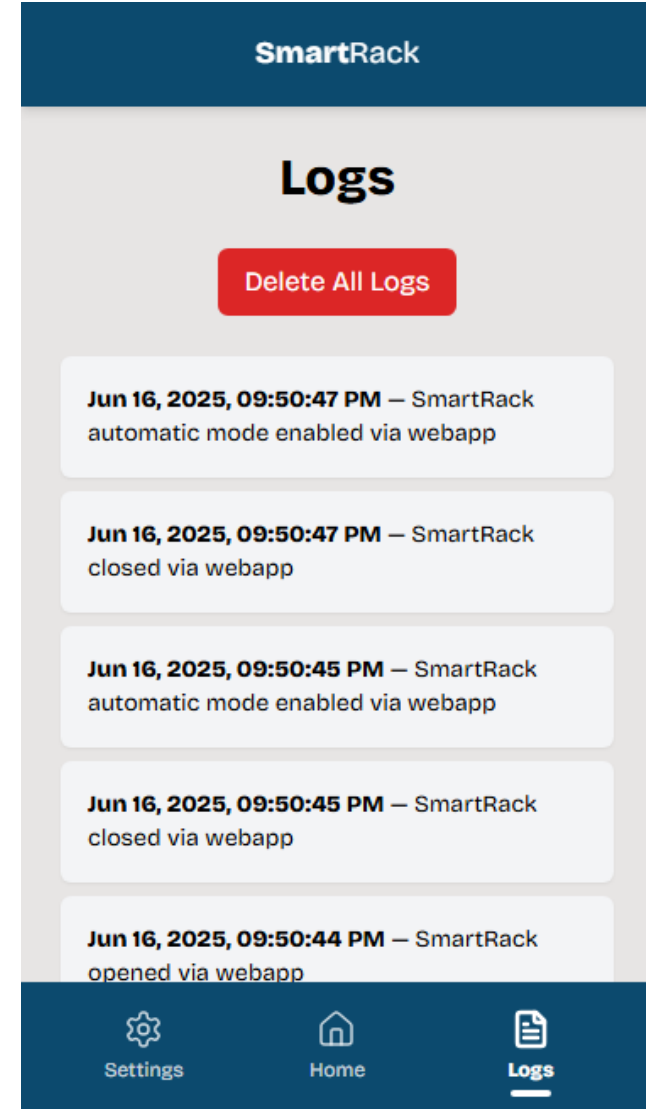 SmartRack
Logs
Delete All Logs
Jun 16, 2025, 09:50:47 PM — SmartRack
automatic mode enabled via webapp
Jun 16, 2025, 09:50:47 PM — SmartRack
closed via webapp
Jun 16, 2025, 09:50:45 PM — SmartRack
automatic mode enabled via webapp
Jun 16, 2025, 09:50:45 PM — SmartRack
closed via webapp
Jun 16, 2025, 09:50:44 PM — SmartRack
opened via webapp
Settings
Home
Logs